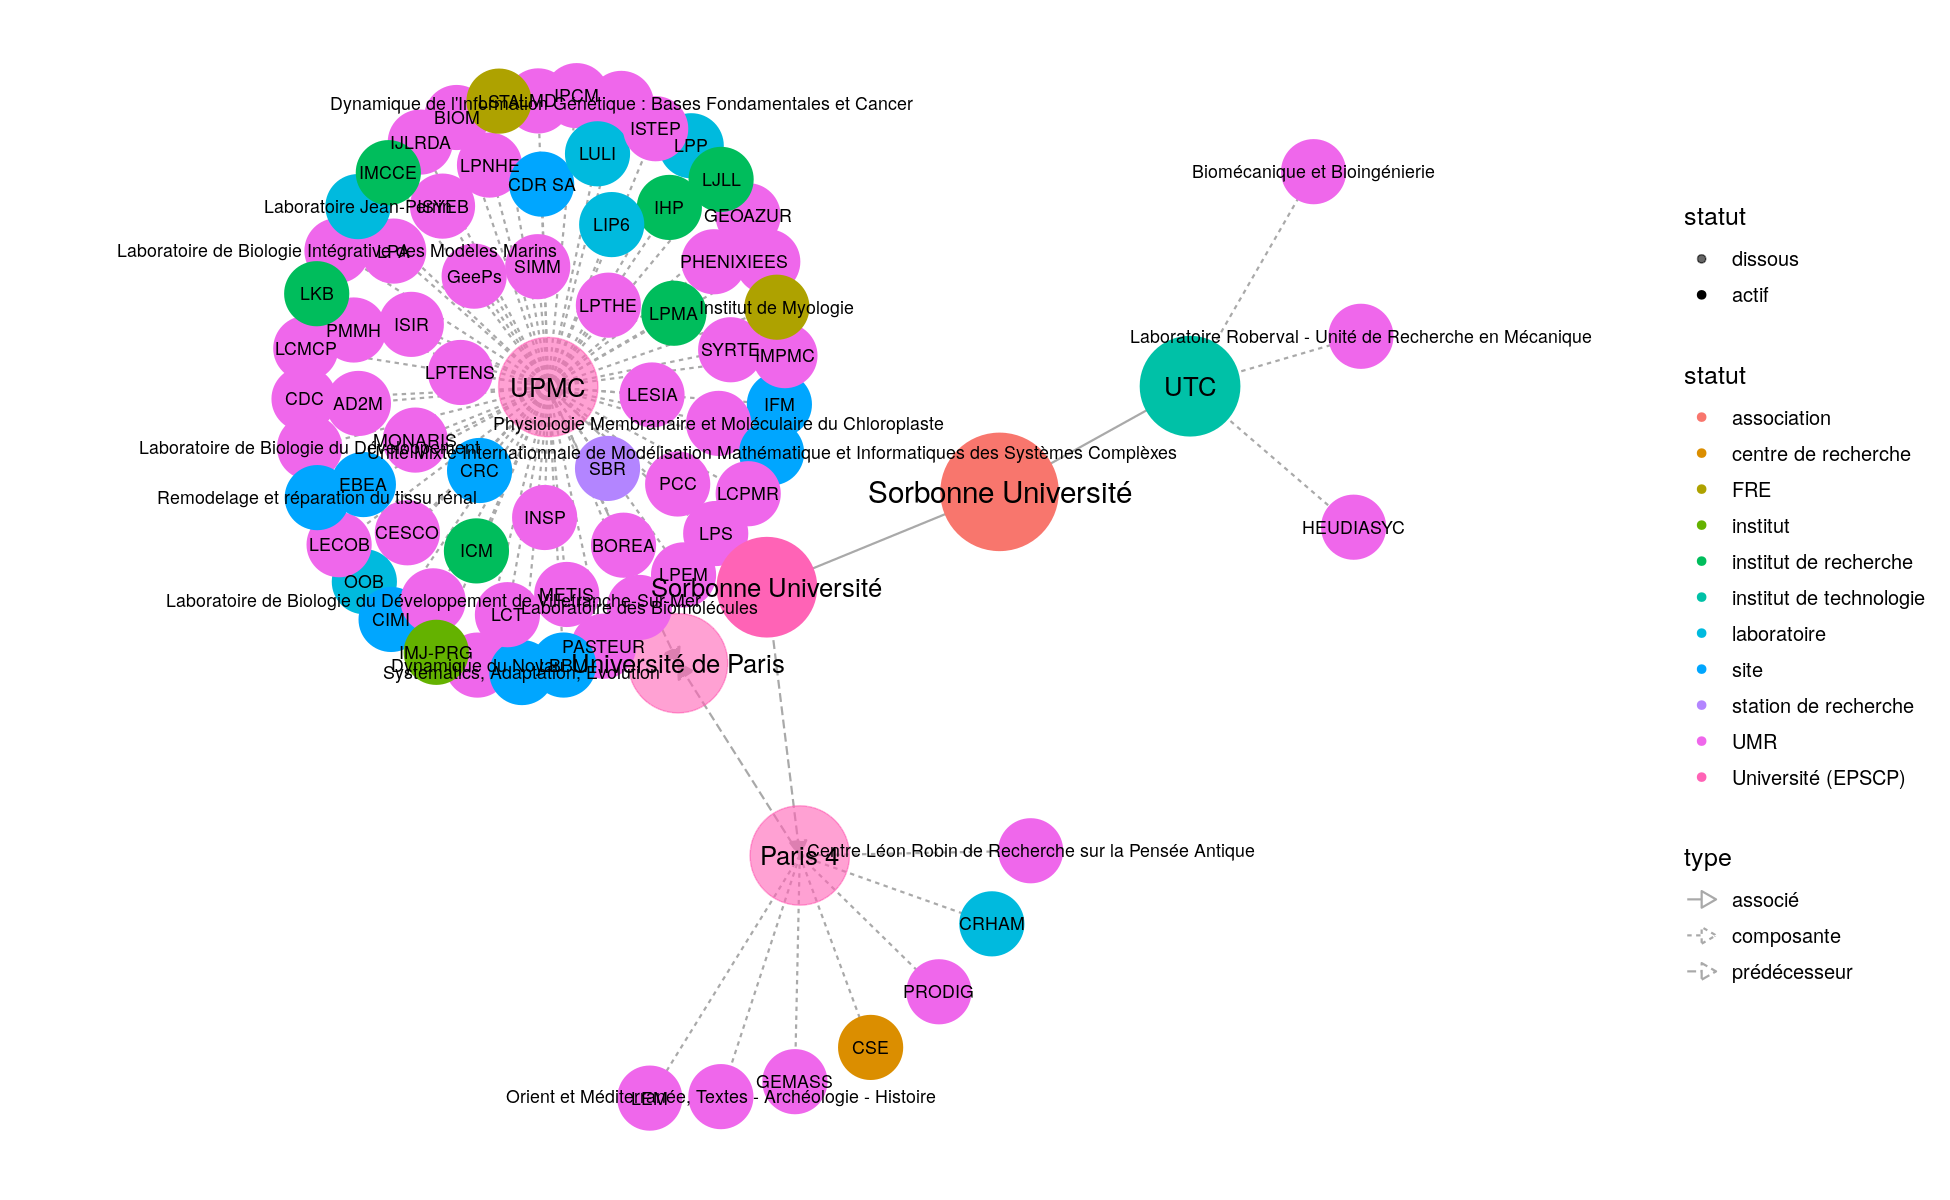 LSTA
LMD
IPCM
Dynamique de l'Information Génétique : Bases Fondamentales et Cancer
BIOM
ISTEP
IJLRDA
LPP
LULI
LPNHE
IMCCE
CDR SA
LJLL
Biomécanique et Bioingénierie
Laboratoire Jean-Perrin
ISYEB
IHP
GEOAZUR
LIP6
Laboratoire de Biologie Intégrative des Modèles Marins
LPA
PHENIXIEES
SIMM
GeePs
LKB
LPTHE
Institut de Myologie
LPMA
PMMH
ISIR
Laboratoire Roberval - Unité de Recherche en Mécanique
LCMCP
SYRTE
IMPMC
LPTENS
UPMC
UTC
LESIA
CDC
AD2M
IFM
Physiologie Membranaire et Moléculaire du Chloroplaste
MONARIS
Laboratoire de Biologie du Développement
Unité Mixte Internationnale de Modélisation Mathématique et Informatiques des Systèmes Complèxes
CRC
SBR
EBEA
PCC
LCPMR
Sorbonne Université
Remodelage et réparation du tissu rénal
INSP
HEUDIASYC
CESCO
LPS
LECOB
BOREA
ICM
LPEM
OOB
Sorbonne Université
METIS
Laboratoire de Biologie du Développement de Villefranche-Sur-Mer
Laboratoire des Biomolécules
LCT
CIMI
PASTEUR
IMJ-PRG
Dynamique du Noyau
Université de Paris
Systematics, Adaptation, Evolution
Paris 4
Centre Léon Robin de Recherche sur la Pensée Antique
CRHAM
PRODIG
CSE
GEMASS
Orient et Méditerranée, Textes - Archéologie - Histoire
LEM
statut
dissous
actif
statut
association
centre de recherche
FRE
institut
institut de recherche
institut de technologie
laboratoire
site
station de recherche
UMR
Université (EPSCP)
type
associé
composante
prédécesseur